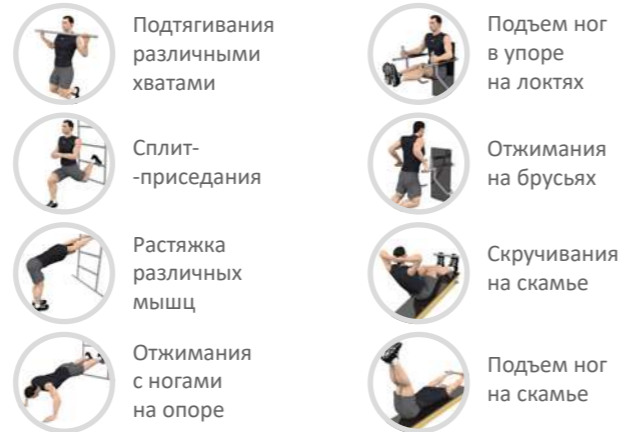 Подтягивания
различными
хватами
Сплит-
-приседания
Растяжка
различных
мышц
Отжимания
с ногами
на опоре
Подъем ног
в упоре
на локтях
Отжимания
на брусьях
Скручивания
на скамье
Подъем ног
на скамье